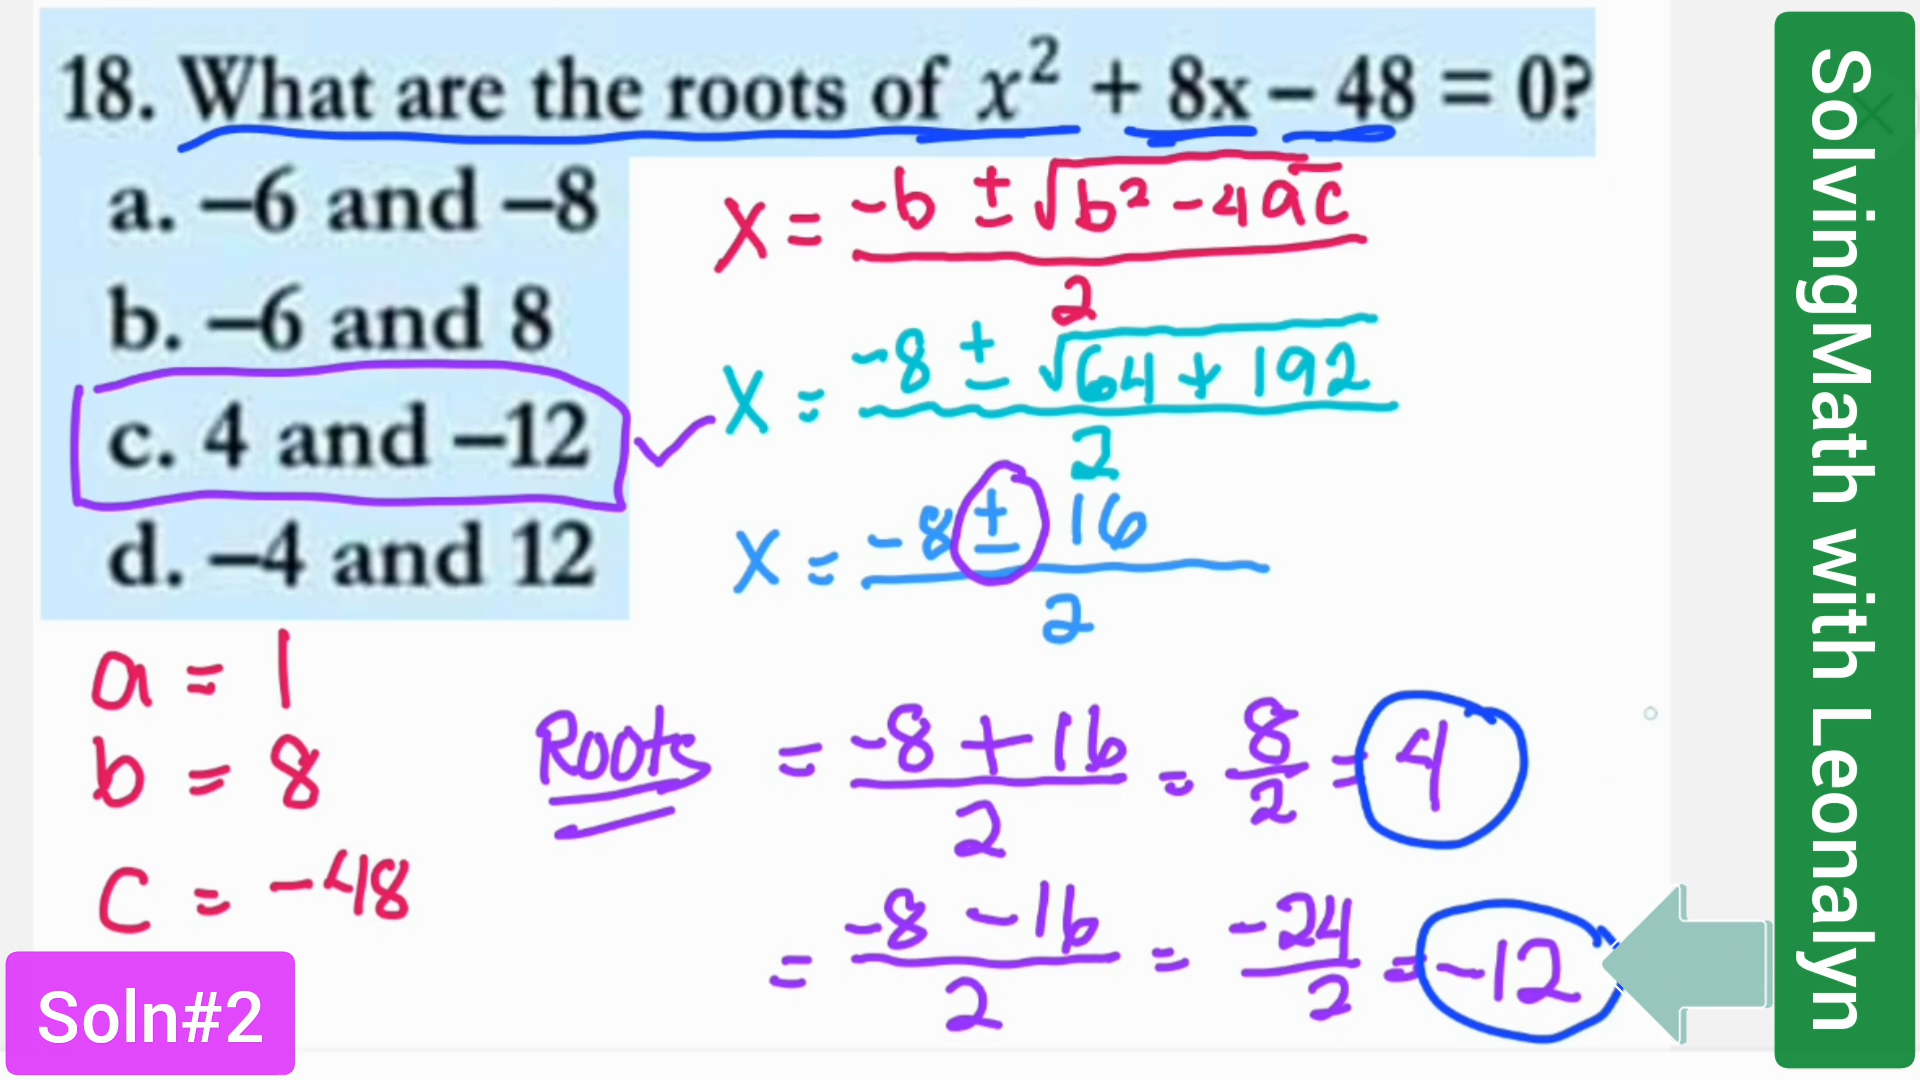 18. What are the roots of x² + 8x – 48 = 0?
a. –6 and –8
b. –6 and 8
c. 4 and –12
d. –4 and 12
x = -b ± √b² - 4ac / 2
x = -8 ± √64 + 192 / 2
x = -8 ± 16 / 2
a = 1
b = 8
c = -48
Roots = -8 + 16 / 2 = 8 / 2 = 4
= -8 - 16 / 2 = -24 / 2 = -12
Soln#2
SolvingMath with Leonalyn